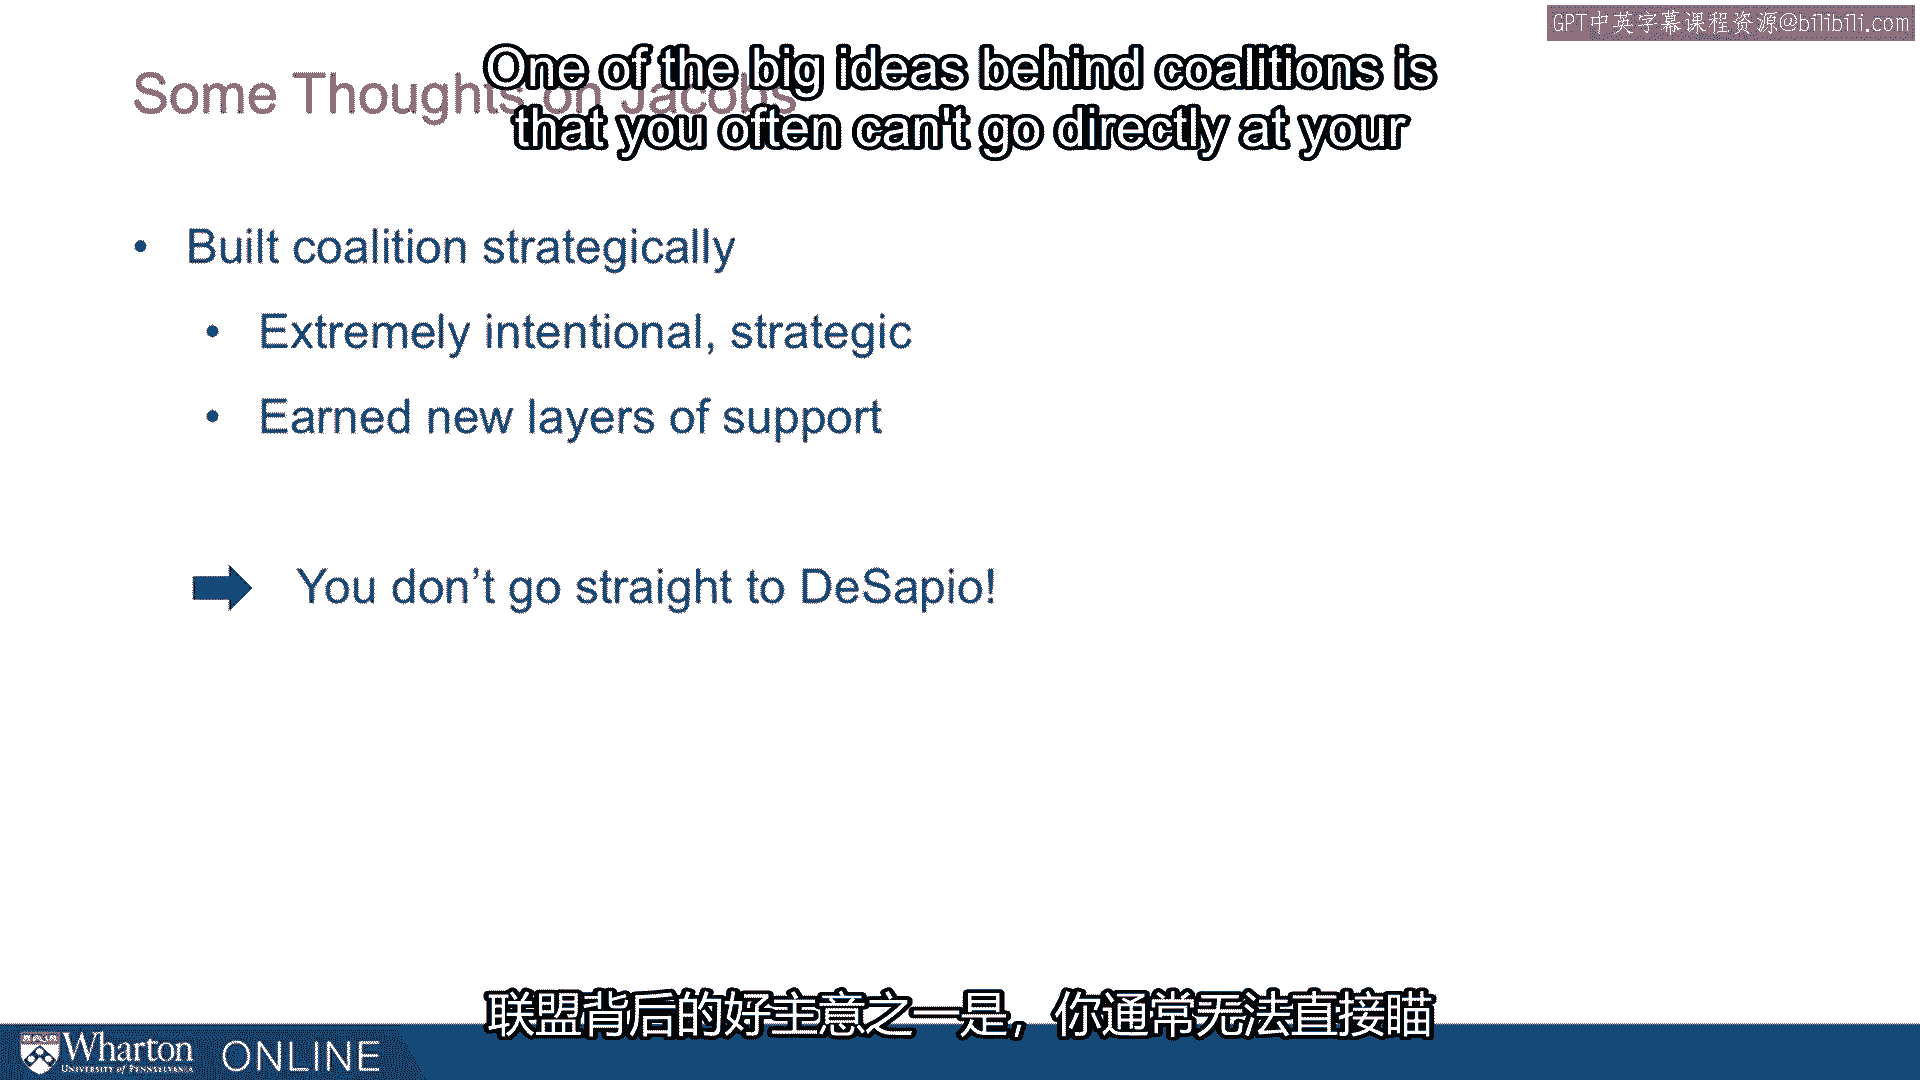 GPT中英字幕课程资源@bilibili.com
One of the big ideas behind coalitions is
that you often can't go directly at your
Some Thoughts on Jacobs
• Built coalition strategically
• Extremely intentional, strategic
• Earned new layers of support
You don’t go straight to DeSapio!
联盟背后的好主意之一是，你通常无法直接瞄
Wharton
UNIVERSITY of PENNSYLVANIA
ONLINE